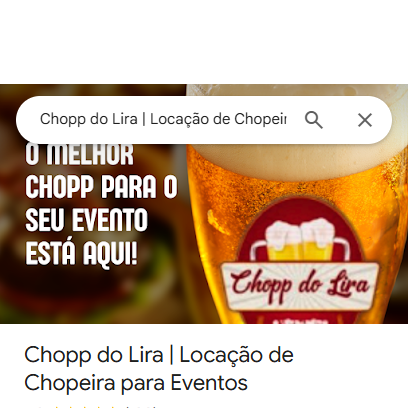 Chopp do Lira | Locação de Chopeir
O MELHOR
CHOPP PARA O
SEU EVENTO
ESTÁ AQUI!
Chopp do Lira
Chopp do Lira | Locação de
Chopeira para Eventos